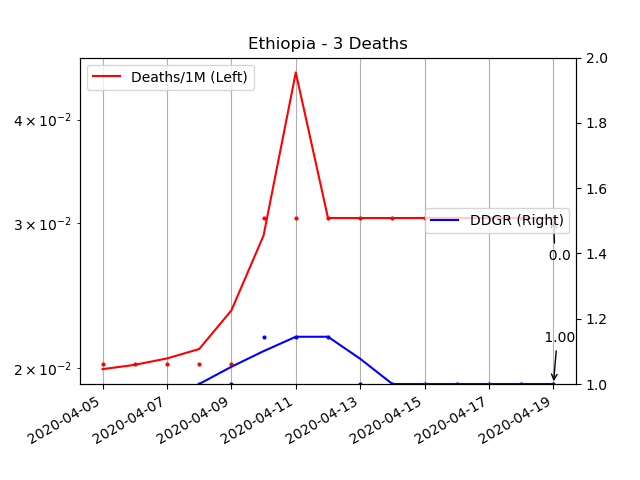 Ethiopia - 3 Deaths
Deaths/1M (Left)
4 × 10⁻²
3 × 10⁻²
2 × 10⁻²
2.0
1.8
1.6
1.4
1.2
1.0
DDGR (Right)
0.0
1.00
2020-04-05
2020-04-07
2020-04-09
2020-04-11
2020-04-13
2020-04-15
2020-04-17
2020-04-19